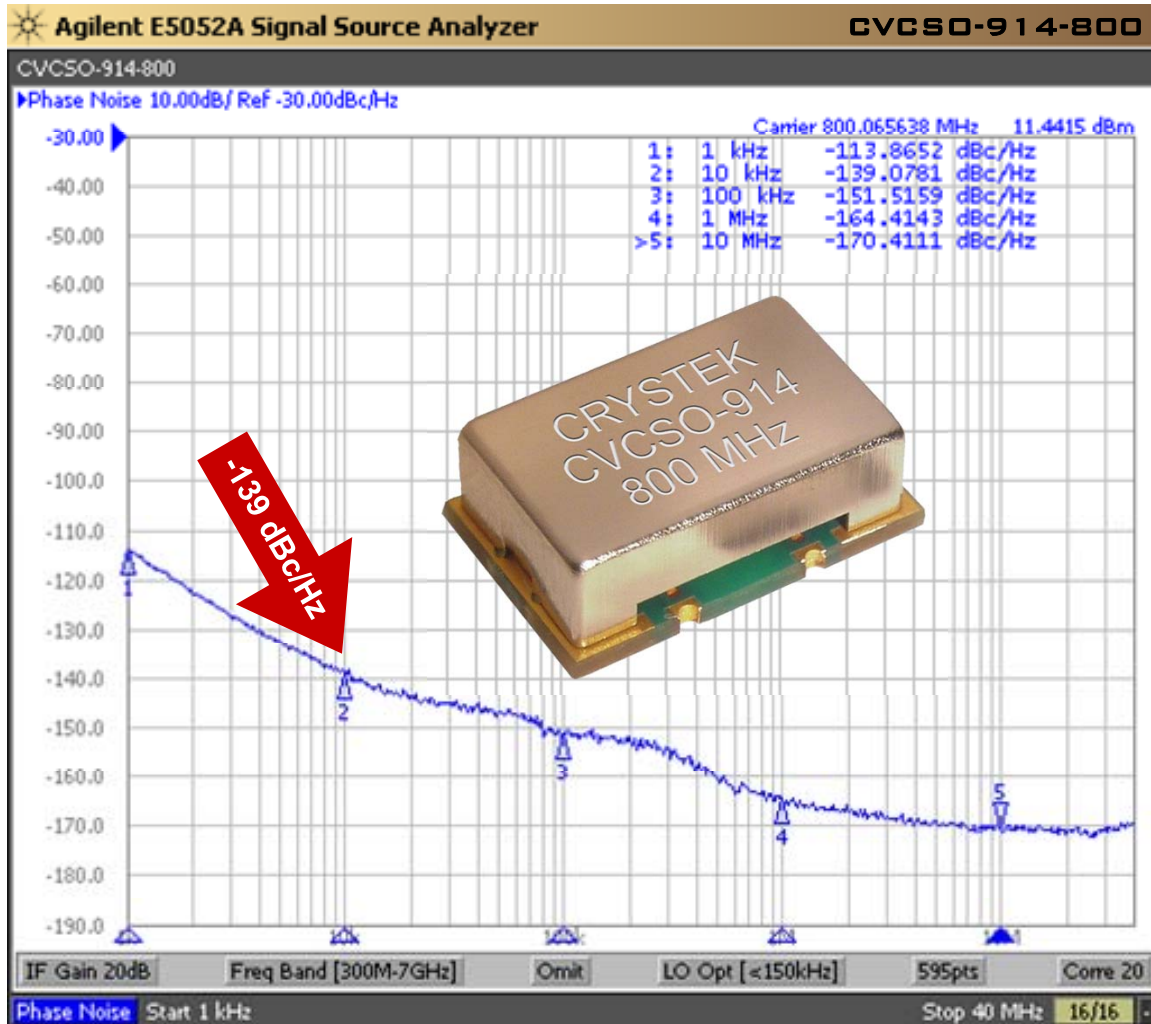 Agilent E5052A Signal Source Analyzer
CVCSO-914-800
CVCSO-914-800
Phase Noise 10.00dB/ Ref -30.00dBc/Hz
Carrier 800.065638 MHz 11.4415 dBm
1: 1 kHz -113.8652 dBc/Hz
2: 10 kHz -139.0781 dBc/Hz
3: 100 kHz -151.5159 dBc/Hz
4: 1 MHz -164.4143 dBc/Hz
>5: 10 MHz -170.4111 dBc/Hz
-30.00
-40.00
-50.00
-60.00
-70.00
-80.00
-90.00
-100.0
-110.0
-120.0
-130.0
-140.0
-150.0
-160.0
-170.0
-180.0
-190.0
CRYSTEK
CVCSO-914
800 MHz
-139 dBc/Hz
1
2
3
4
5
IF Gain 20dB
Freq Band [300M-7GHz]
Omit
LO Opt [<150kHz]
595pts
Corre 20
Phase Noise
Start 1 kHz
Stop 40 MHz
16/16